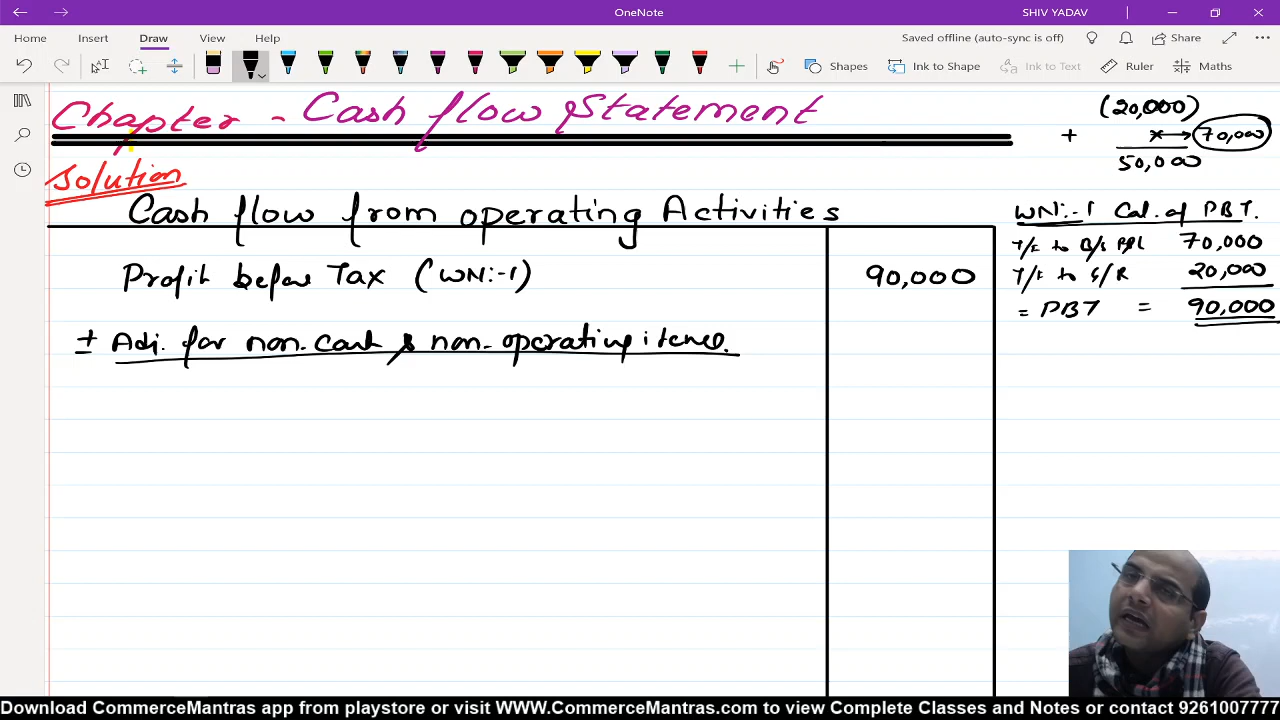 OneNote
SHIV YADAV
Home Insert Draw View Help
Saved offline (auto-sync is off)
Share
Shapes
Ink to Shape
Ink to Text
Ruler
Maths
Chapter - Cash flow Statement
(20,000)
+ x → 70,000
50,000
Solution
Cash flow from operating Activities
WN:-1 Cal. of PBT.
T/f to B/s Bal 70,000
T/f to G/R 20,000
= PBT = 90,000
Profit before Tax (WN:-1) 90,000
± Adj. for non-cash & non-operating items.
Download CommerceMantras app from playstore or visit WWW.CommerceMantras.com to view Complete Classes and Notes or contact 9261007777